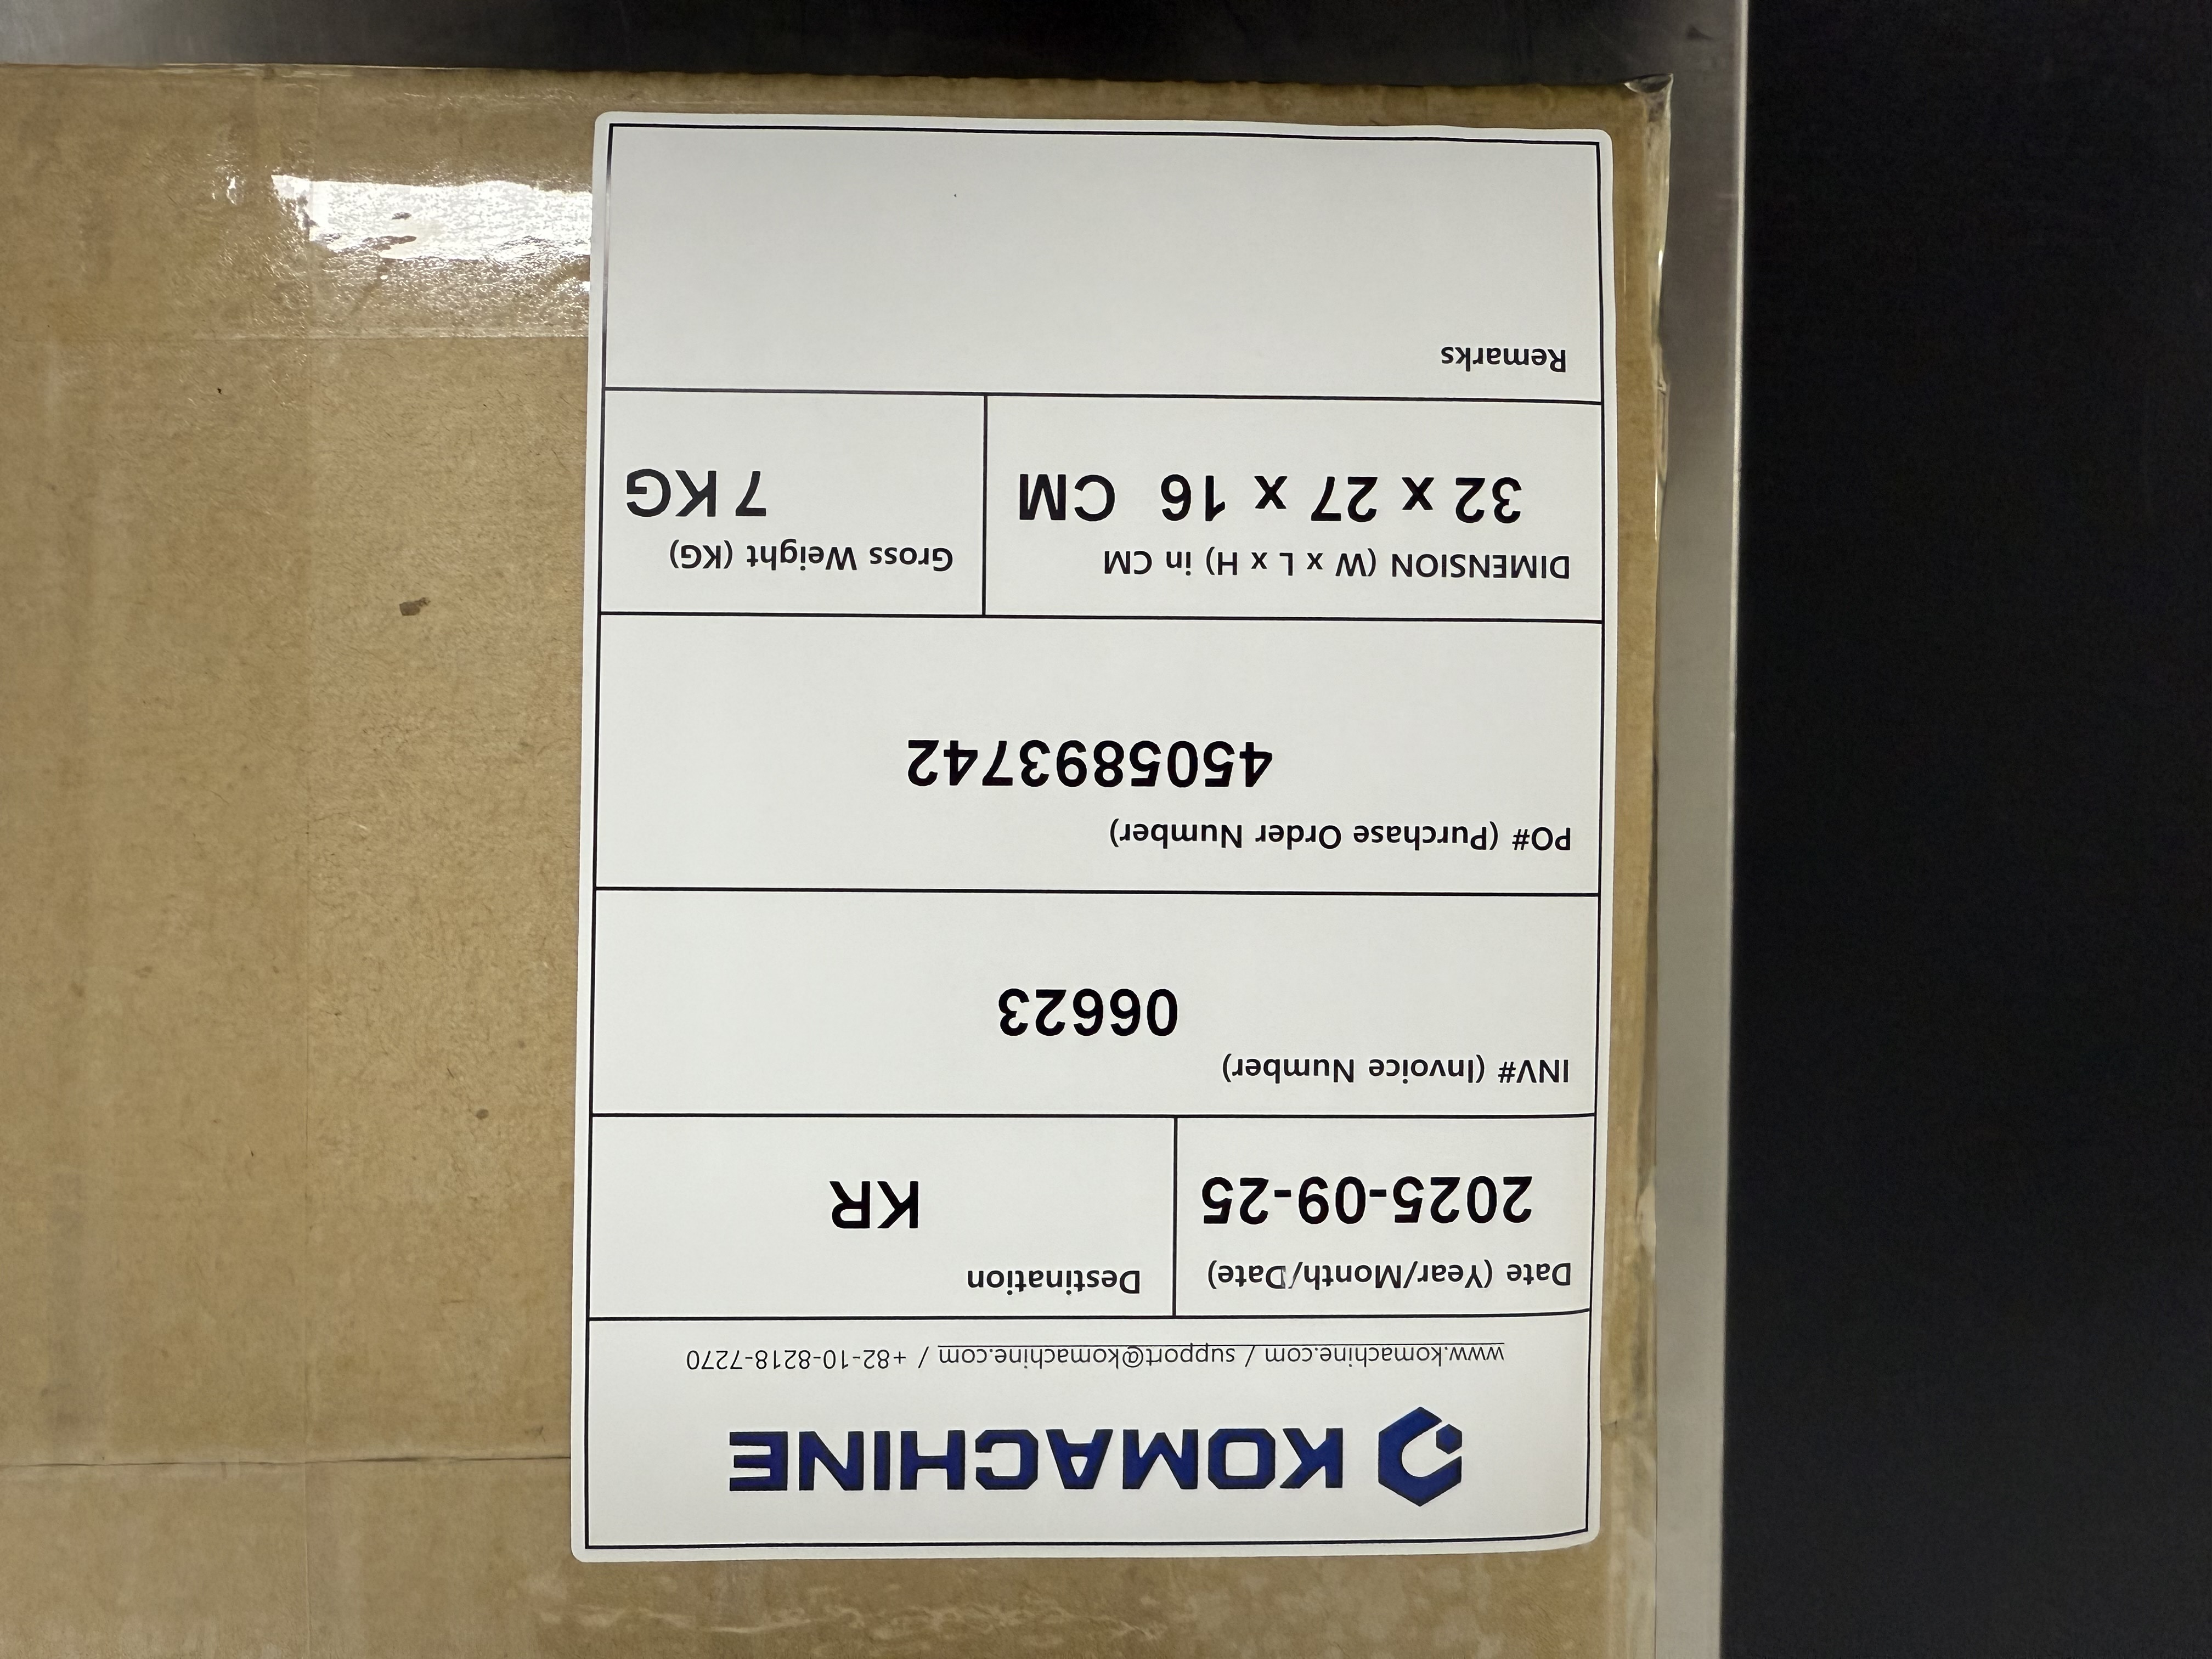 KOMACHINE
www.komachine.com / support@komachine.com / +82-10-8218-7270
Date (Year/Month/Date)
2025-09-25
Destination
KR
INV# (Invoice Number)
06623
PO# (Purchase Order Number)
4505893742
DIMENSION (W x L x H) in CM
32 x 27 x 16 CM
Gross Weight (KG)
7 KG
Remarks